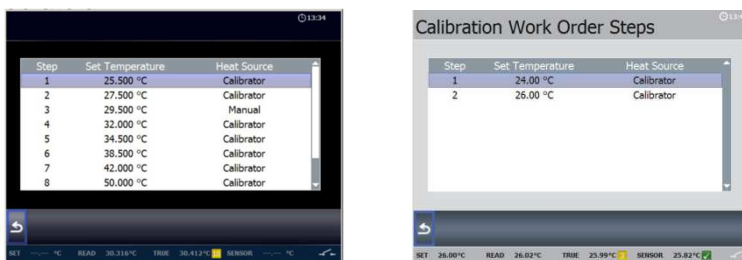 13:34
Step Set Temperature Heat Source
1 25.500 °C Calibrator
2 27.500 °C Calibrator
3 29.500 °C Manual
4 32.000 °C Calibrator
5 34.500 °C Calibrator
6 38.500 °C Calibrator
7 42.000 °C Calibrator
8 50.000 °C Calibrator
SET ---,--- °C READ 30.316°C TRUE 30.412°C SENSOR ---,--- °C
Calibration Work Order Steps
Step Set Temperature Heat Source
1 24.00 °C Calibrator
2 26.00 °C Calibrator
SET 26.00°C READ 26.02°C TRUE 25.99°C SENSOR 25.82°C